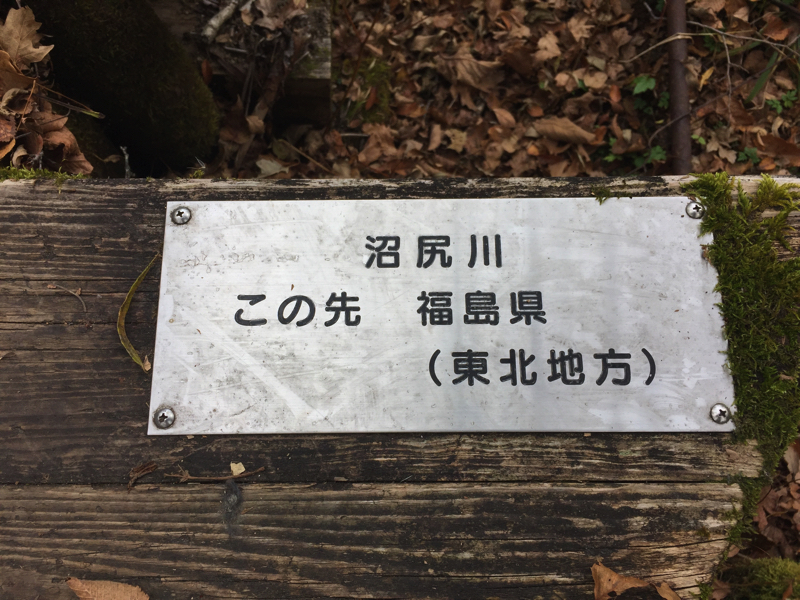 沼尻川
この先　福島県
（東北地方）